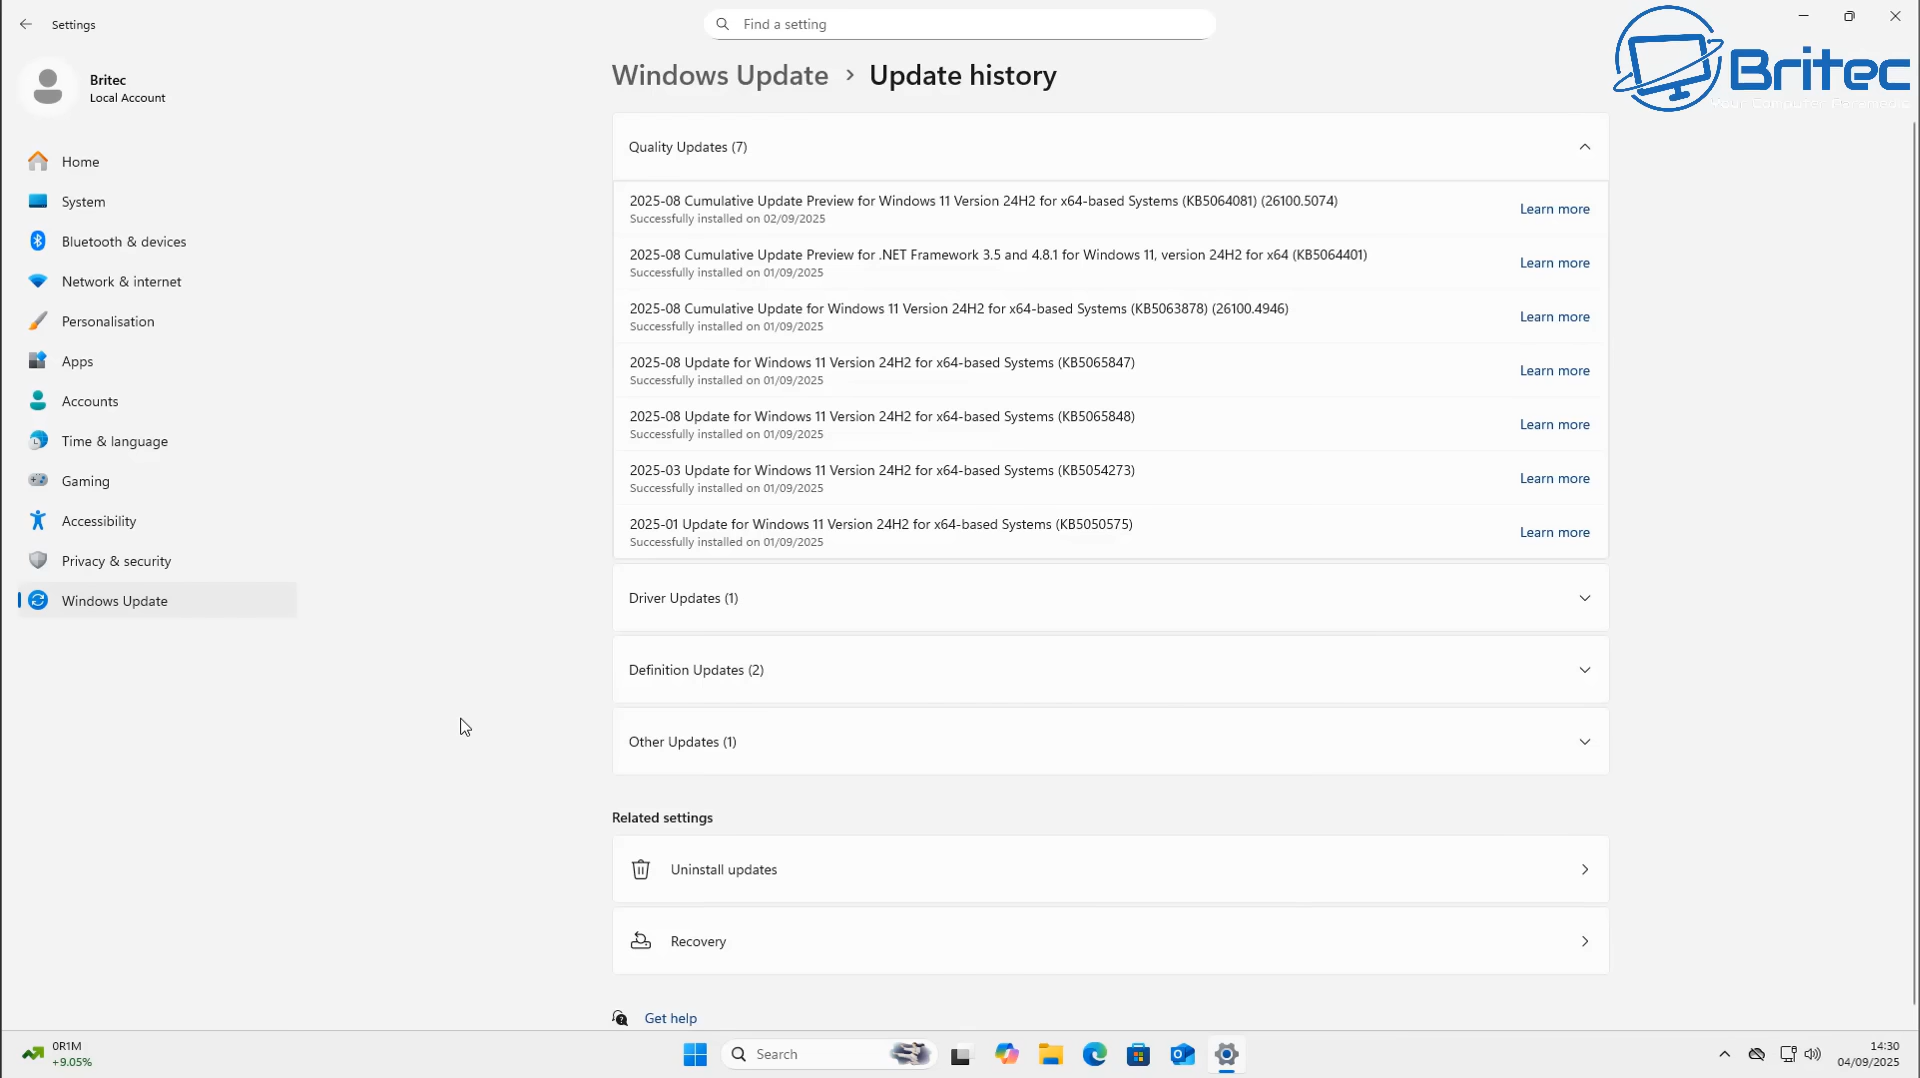 Settings
Find a setting
Britec
Your Computer Paramedic
Britec
Local Account
Home
System
Bluetooth & devices
Network & internet
Personalisation
Apps
Accounts
Time & language
Gaming
Accessibility
Privacy & security
Windows Update
Windows Update > Update history
Quality Updates (7)
2025-08 Cumulative Update Preview for Windows 11 Version 24H2 for x64-based Systems (KB5064081) (26100.5074)
Successfully installed on 02/09/2025
Learn more
2025-08 Cumulative Update Preview for .NET Framework 3.5 and 4.8.1 for Windows 11, version 24H2 for x64 (KB5064401)
Successfully installed on 01/09/2025
Learn more
2025-08 Cumulative Update for Windows 11 Version 24H2 for x64-based Systems (KB5063878) (26100.4946)
Successfully installed on 01/09/2025
Learn more
2025-08 Update for Windows 11 Version 24H2 for x64-based Systems (KB5065847)
Successfully installed on 01/09/2025
Learn more
2025-08 Update for Windows 11 Version 24H2 for x64-based Systems (KB5065848)
Successfully installed on 01/09/2025
Learn more
2025-03 Update for Windows 11 Version 24H2 for x64-based Systems (KB5054273)
Successfully installed on 01/09/2025
Learn more
2025-01 Update for Windows 11 Version 24H2 for x64-based Systems (KB5050575)
Successfully installed on 01/09/2025
Learn more
Driver Updates (1)
Definition Updates (2)
Other Updates (1)
Related settings
Uninstall updates
Recovery
Get help
0R1M
+9.05%
Search
14:30
04/09/2025